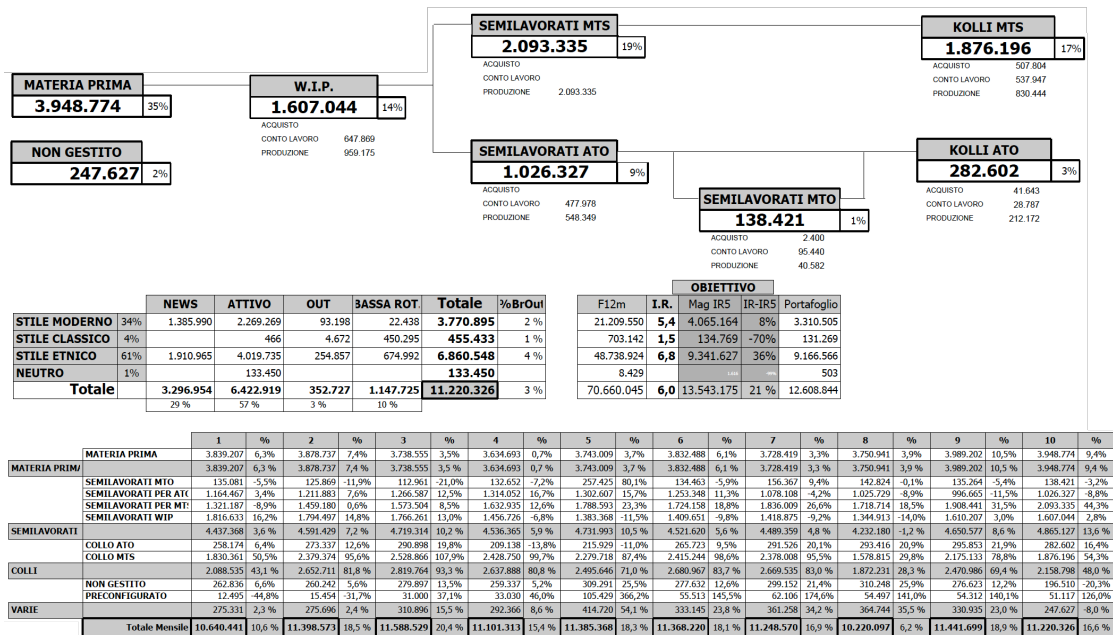 SEMILAVORATI MTS
2.093.335 19%
ACQUISTO
CONTO LAVORO
PRODUZIONE 2.093.335
KOLLI MTS
1.876.196 17%
ACQUISTO 507.804
CONTO LAVORO 537.947
PRODUZIONE 830.444
MATERIA PRIMA
3.948.774 35%
W.I.P.
1.607.044 14%
ACQUISTO
CONTO LAVORO 647.869
PRODUZIONE 959.175
NON GESTITO
247.627 2%
SEMILAVORATI ATO
1.026.327 9%
ACQUISTO
CONTO LAVORO 477.978
PRODUZIONE 548.349
KOLLI ATO
282.602 3%
ACQUISTO 41.643
CONTO LAVORO 28.787
PRODUZIONE 212.172
SEMILAVORATI MTO
138.421 1%
ACQUISTO 2.400
CONTO LAVORO 95.440
PRODUZIONE 40.582
NEWS ATTIVO OUT BASSA ROT. Totale %BrOut
STILE MODERNO 34% 1.385.990 2.269.269 93.198 22.438 3.770.895 2 %
STILE CLASSICO 4% 466 4.672 450.295 455.433 1 %
STILE ETNICO 61% 1.910.965 4.019.735 254.857 674.992 6.860.548 4 %
NEUTRO 1% 133.450 133.450
Totale 3.296.954 6.422.919 352.727 1.147.725 11.220.326 3 %
29 % 57 % 3 % 10 %
OBIETTIVO
F12m I.R. Mag IR5 IR-IR5 Portafoglio
21.209.550 5,4 4.065.164 8% 3.310.505
703.142 1,5 134.769 -70% 131.269
48.738.924 6,8 9.341.627 36% 9.166.566
8.429 503
70.660.045 6,0 13.543.175 21 % 12.608.844
1 % 2 % 3 % 4 % 5 % 6 % 7 % 8 % 9 % 10 %
MATERIA PRIMA 3.839.207 6,3% 3.878.737 7,4% 3.738.555 3,5% 3.634.693 0,7% 3.743.009 3,7% 3.832.488 6,1% 3.728.419 3,3% 3.750.941 3,9% 3.989.202 10,5% 3.948.774 9,4%
MATERIA PRIMA 3.839.207 6,3 % 3.878.737 7,4 % 3.738.555 3,5 % 3.634.693 0,7 % 3.743.009 3,7 % 3.832.488 6,1 % 3.728.419 3,3 % 3.750.941 3,9 % 3.989.202 10,5 % 3.948.774 9,4 %
SEMILAVORATI MTO 135.081 -5,5% 125.869 -11,9% 112.961 -21,0% 132.652 -7,2% 257.425 80,1% 134.463 -5,9% 156.367 9,4% 142.824 -0,1% 135.264 -5,4% 138.421 -3,2%
SEMILAVORATI PER ATO 1.164.467 3,4% 1.211.883 7,6% 1.266.587 12,5% 1.314.052 16,7% 1.302.607 15,7% 1.253.348 11,3% 1.078.108 -4,2% 1.025.729 -8,9% 996.665 -11,5% 1.026.327 -8,8%
SEMILAVORATI PER MT: 1.321.187 -8,9% 1.459.180 0,6% 1.573.504 8,5% 1.632.935 12,6% 1.788.593 23,3% 1.724.158 18,8% 1.836.009 26,6% 1.718.714 18,5% 1.908.441 31,5% 2.093.335 44,3%
SEMILAVORATI WIP 1.816.633 16,2% 1.794.497 14,8% 1.766.261 13,0% 1.456.726 -6,8% 1.383.368 -11,5% 1.409.651 -9,8% 1.418.875 -9,2% 1.344.913 -14,0% 1.610.207 3,0% 1.607.044 2,8%
SEMILAVORATI 4.437.368 3,6 % 4.591.429 7,2 % 4.719.314 10,2 % 4.536.365 5,9 % 4.731.993 10,5 % 4.521.620 5,6 % 4.489.359 4,8 % 4.232.180 -1,2 % 4.650.577 8,6 % 4.865.127 13,6 %
COLLO ATO 258.174 6,4% 273.337 12,6% 290.898 19,8% 209.138 -13,8% 215.929 -11,0% 265.723 9,5% 291.526 20,1% 293.416 20,9% 295.853 21,9% 282.602 16,4%
COLLO MTS 1.830.361 50,5% 2.379.374 95,6% 2.528.866 107,9% 2.428.750 99,7% 2.279.718 87,4% 2.415.244 98,6% 2.378.008 95,5% 1.578.815 29,8% 2.175.133 78,8% 1.876.196 54,3%
COLLI 2.088.535 43,1 % 2.652.711 81,8 % 2.819.764 93,3 % 2.637.888 80,8 % 2.495.646 71,0 % 2.680.967 83,7 % 2.669.535 83,0 % 1.872.231 28,3 % 2.470.986 69,4 % 2.158.798 48,0 %
NON GESTITO 262.836 6,6% 260.242 5,6% 279.897 13,5% 259.337 5,2% 309.291 25,5% 277.632 12,6% 299.152 21,4% 310.248 25,9% 276.623 12,2% 196.510 -20,3%
PRECONFIGURATO 12.495 -44,8% 15.454 -31,7% 31.000 37,1% 33.030 46,0% 105.429 366,2% 55.513 145,5% 62.106 174,6% 54.497 141,0% 54.312 140,1% 51.117 126,0%
VARIE 275.331 2,3 % 275.696 2,4 % 310.896 15,5 % 292.366 8,6 % 414.720 54,1 % 333.145 23,8 % 361.258 34,2 % 364.744 35,5 % 330.935 23,0 % 247.627 -8,0 %
Totale Mensile 10.640.441 10,6 % 11.398.573 18,5 % 11.588.529 20,4 % 11.101.313 15,4 % 11.385.368 18,3 % 11.368.220 18,1 % 11.248.570 16,9 % 10.220.097 6,2 % 11.441.699 18,9 % 11.220.326 16,6 %